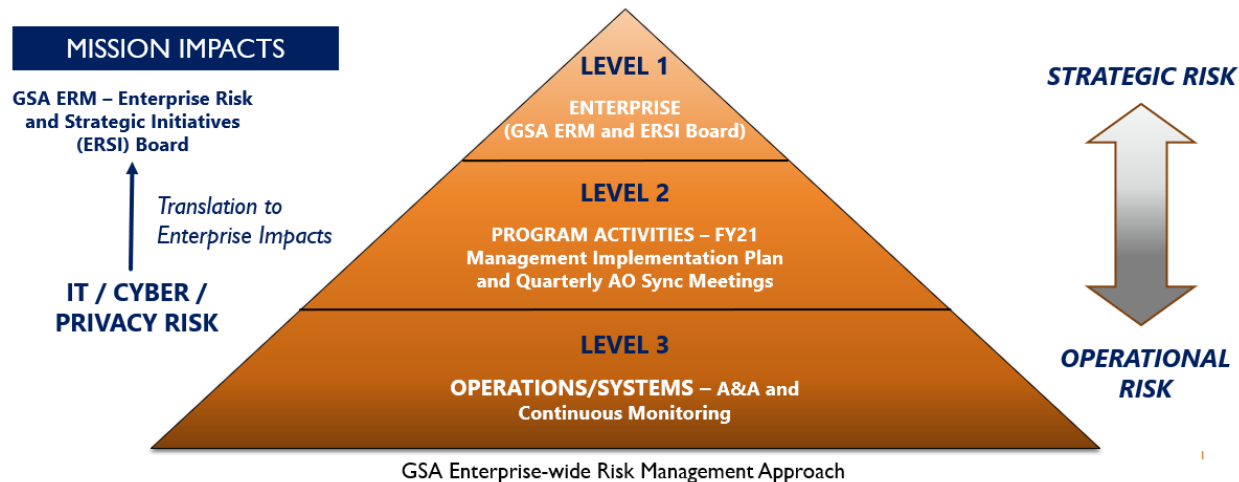 MISSION IMPACTS
GSA ERM – Enterprise Risk
and Strategic Initiatives
(ERSI) Board
Translation to
Enterprise Impacts
IT / CYBER /
PRIVACY RISK
LEVEL 1
ENTERPRISE
(GSA ERM and ERSI Board)
LEVEL 2
PROGRAM ACTIVITIES – FY21
Management Implementation Plan
and Quarterly AO Sync Meetings
LEVEL 3
OPERATIONS/SYSTEMS – A&A and
Continuous Monitoring
STRATEGIC RISK
OPERATIONAL
RISK
GSA Enterprise-wide Risk Management Approach